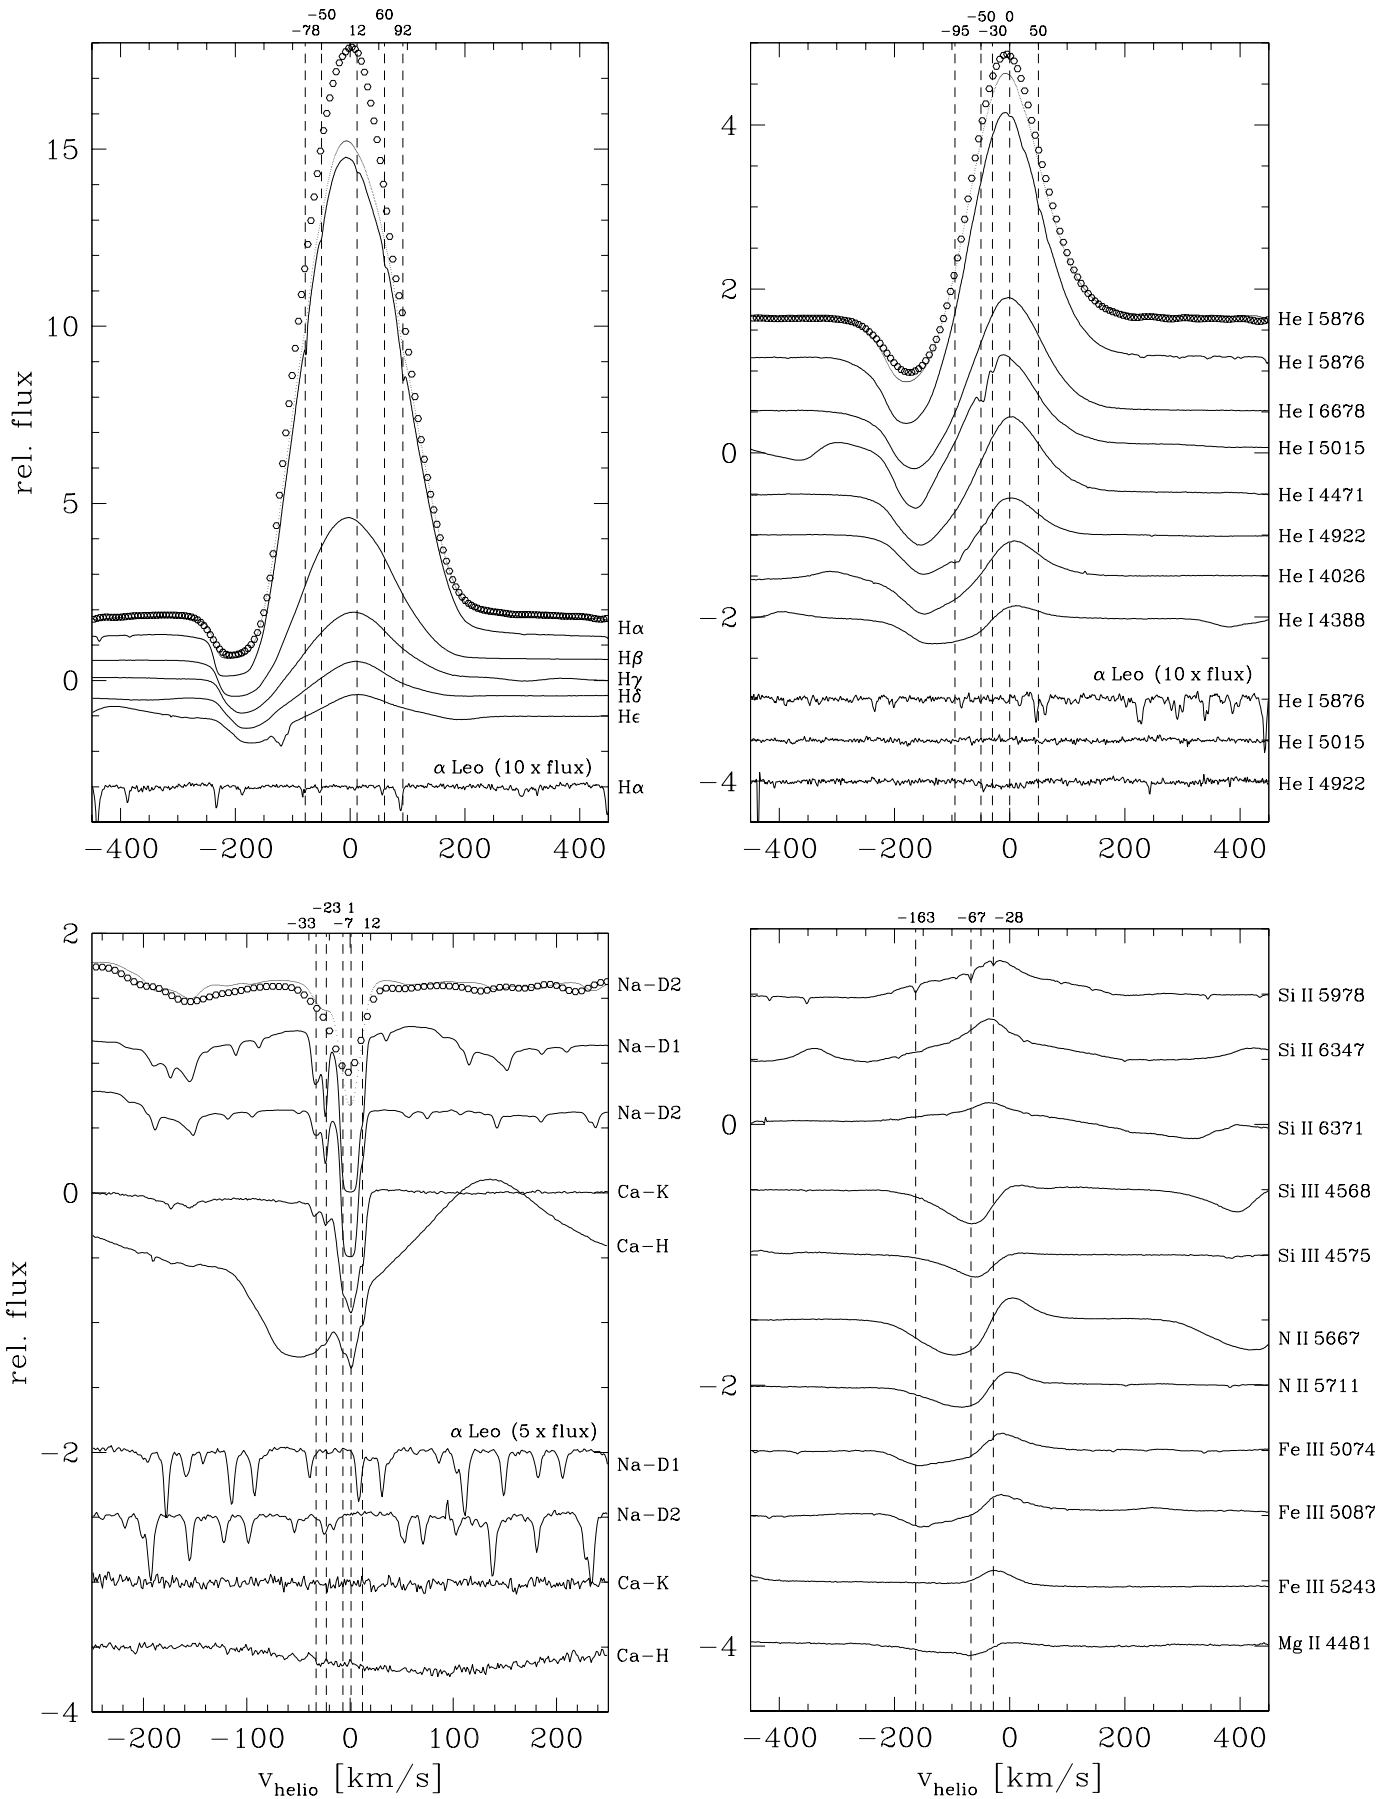 -50 60
-78 12 92
15
10
5
0
rel. flux
Hα
Hβ
Hγ
Hδ
Hϵ
α Leo (10 x flux)
Hα
-400 -200 0 200 400
-50 0
-95 -30 50
4
2
0
-2
-4
He I 5876
He I 5876
He I 6678
He I 5015
He I 4471
He I 4922
He I 4026
He I 4388
α Leo (10 x flux)
He I 5876
He I 5015
He I 4922
-400 -200 0 200 400
-23 1
-33 -7 12
2
0
-2
-4
rel. flux
Na-D2
Na-D1
Na-D2
Ca-K
Ca-H
α Leo (5 x flux)
Na-D1
Na-D2
Ca-K
Ca-H
-200 -100 0 100 200
v helio [km/s]
-163 -67 -28
0
-2
-4
Si II 5978
Si II 6347
Si II 6371
Si III 4568
Si III 4575
N II 5667
N II 5711
Fe III 5074
Fe III 5087
Fe III 5243
Mg II 4481
-400 -200 0 200 400
v helio [km/s]